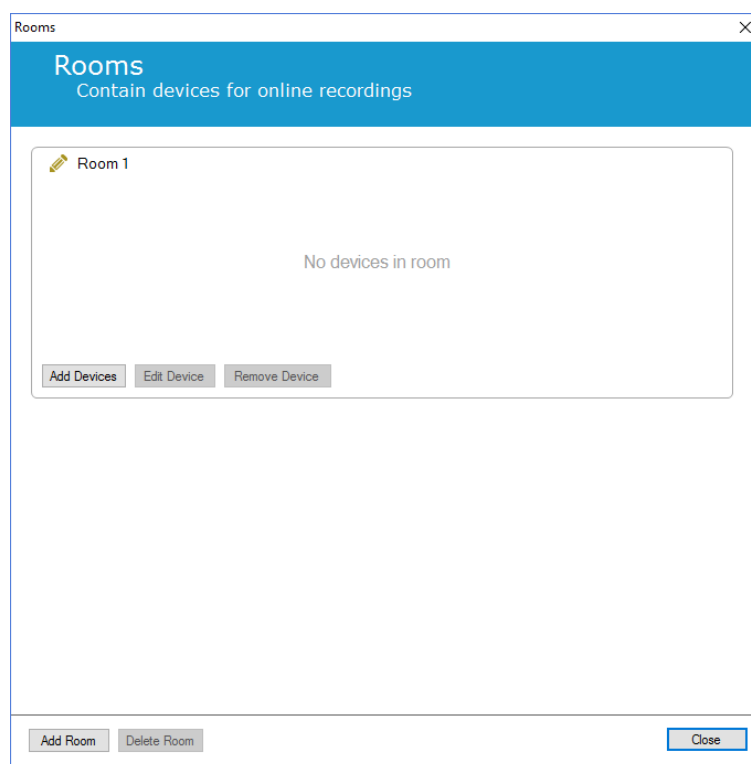 Rooms
Rooms
Contain devices for online recordings
Room 1
No devices in room
Add Devices Edit Device Remove Device
Add Room Delete Room Close